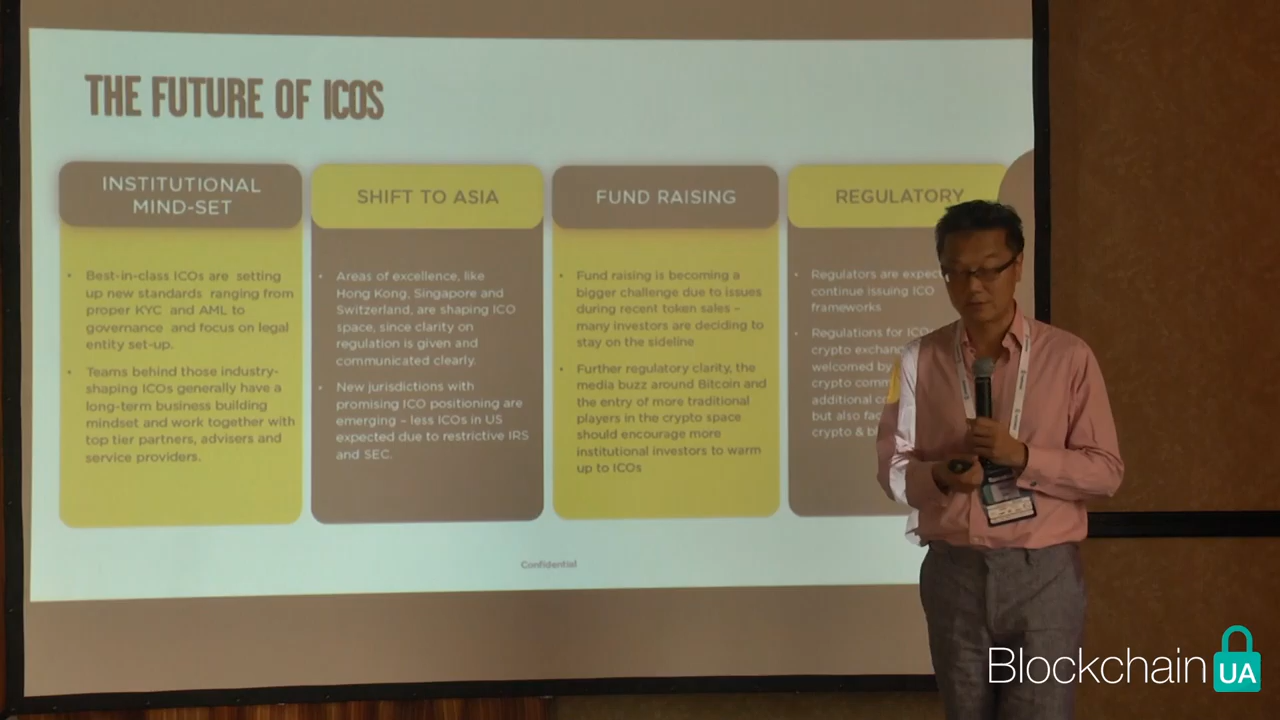 THE FUTURE OF ICOS
INSTITUTIONAL
MIND-SET
• Best-in-class ICOs are setting
up new standards ranging from
proper KYC and AML to
governance and focus on legal
entity set-up.
• Teams behind those industry-
shaping ICOs generally have a
long-term business building
mindset and work together with
top tier partners, advisers and
service providers.
SHIFT TO ASIA
• Areas of excellence, like
Hong Kong, Singapore and
Switzerland, are shaping ICO
space, since clarity on
regulation is given and
communicated clearly.
• New jurisdictions with
promising ICO positioning are
emerging – less ICOs in US
expected due to restrictive IRS
and SEC.
FUND RAISING
• Fund raising is becoming a
bigger challenge due to issues
during recent token sales –
many investors are deciding to
stay on the sideline
• Further regulatory clarity, the
media buzz around Bitcoin and
the entry of more traditional
players in the crypto space
should encourage more
institutional investors to warm
up to ICOs
REGULATORY
• Regulators are
continue issuing ICO
frameworks
• Regulations for
crypto
welcomed by
crypto
additional
but also
crypto &
Confidential
Blockchain UA